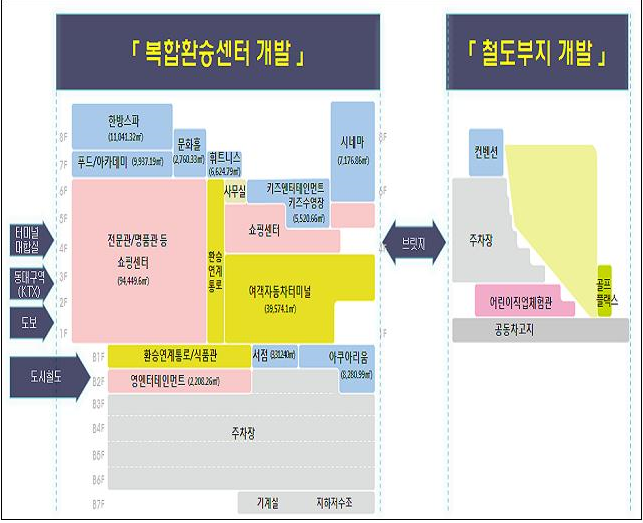 「 복합환승센터 개발 」
「 철도부지 개발 」
한방스파
(11,041.32㎡)
푸드/아카데미 (9,937.19㎡)
문화홀
(2,760.33㎡)
휘트니스
(6,624.79㎡)
시네마
(7,176.86㎡)
사무실
키즈엔터테인먼트
키즈수영장
(5,520.66㎡)
전문관/명품관 등
쇼핑센터
(94,449.6㎡)
환승
연계
통로
쇼핑센터
여객자동차터미널
(39,574.1㎡)
환승연계통로/식품관
서점
아쿠아리움
(8,280.99㎡)
영엔터테인먼트 (2,208.26㎡)
주차장
기계실
지하저수조
8F
7F
6F
5F
4F
3F
2F
1F
B1F
B2F
B3F
B4F
B5F
B6F
B7F
터미널
대합실
동대구역
(KTX)
도보
도시철도
브릿지
컨벤션
주차장
어린이직업체험관
골프
플렉스
공동차고지